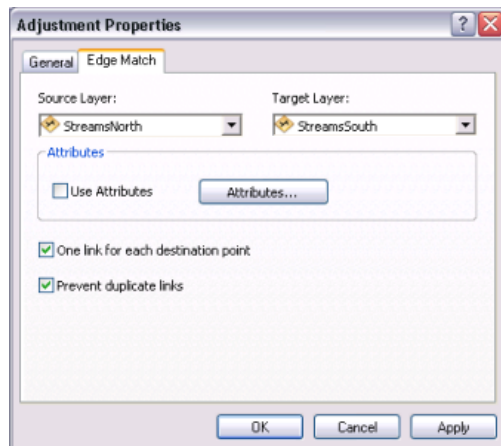 Adjustment Properties
General Edge Match
Source Layer: Target Layer:
StreamsNorth StreamsSouth
Attributes
Use Attributes Attributes...
One link for each destination point
Prevent duplicate links
OK Cancel Apply